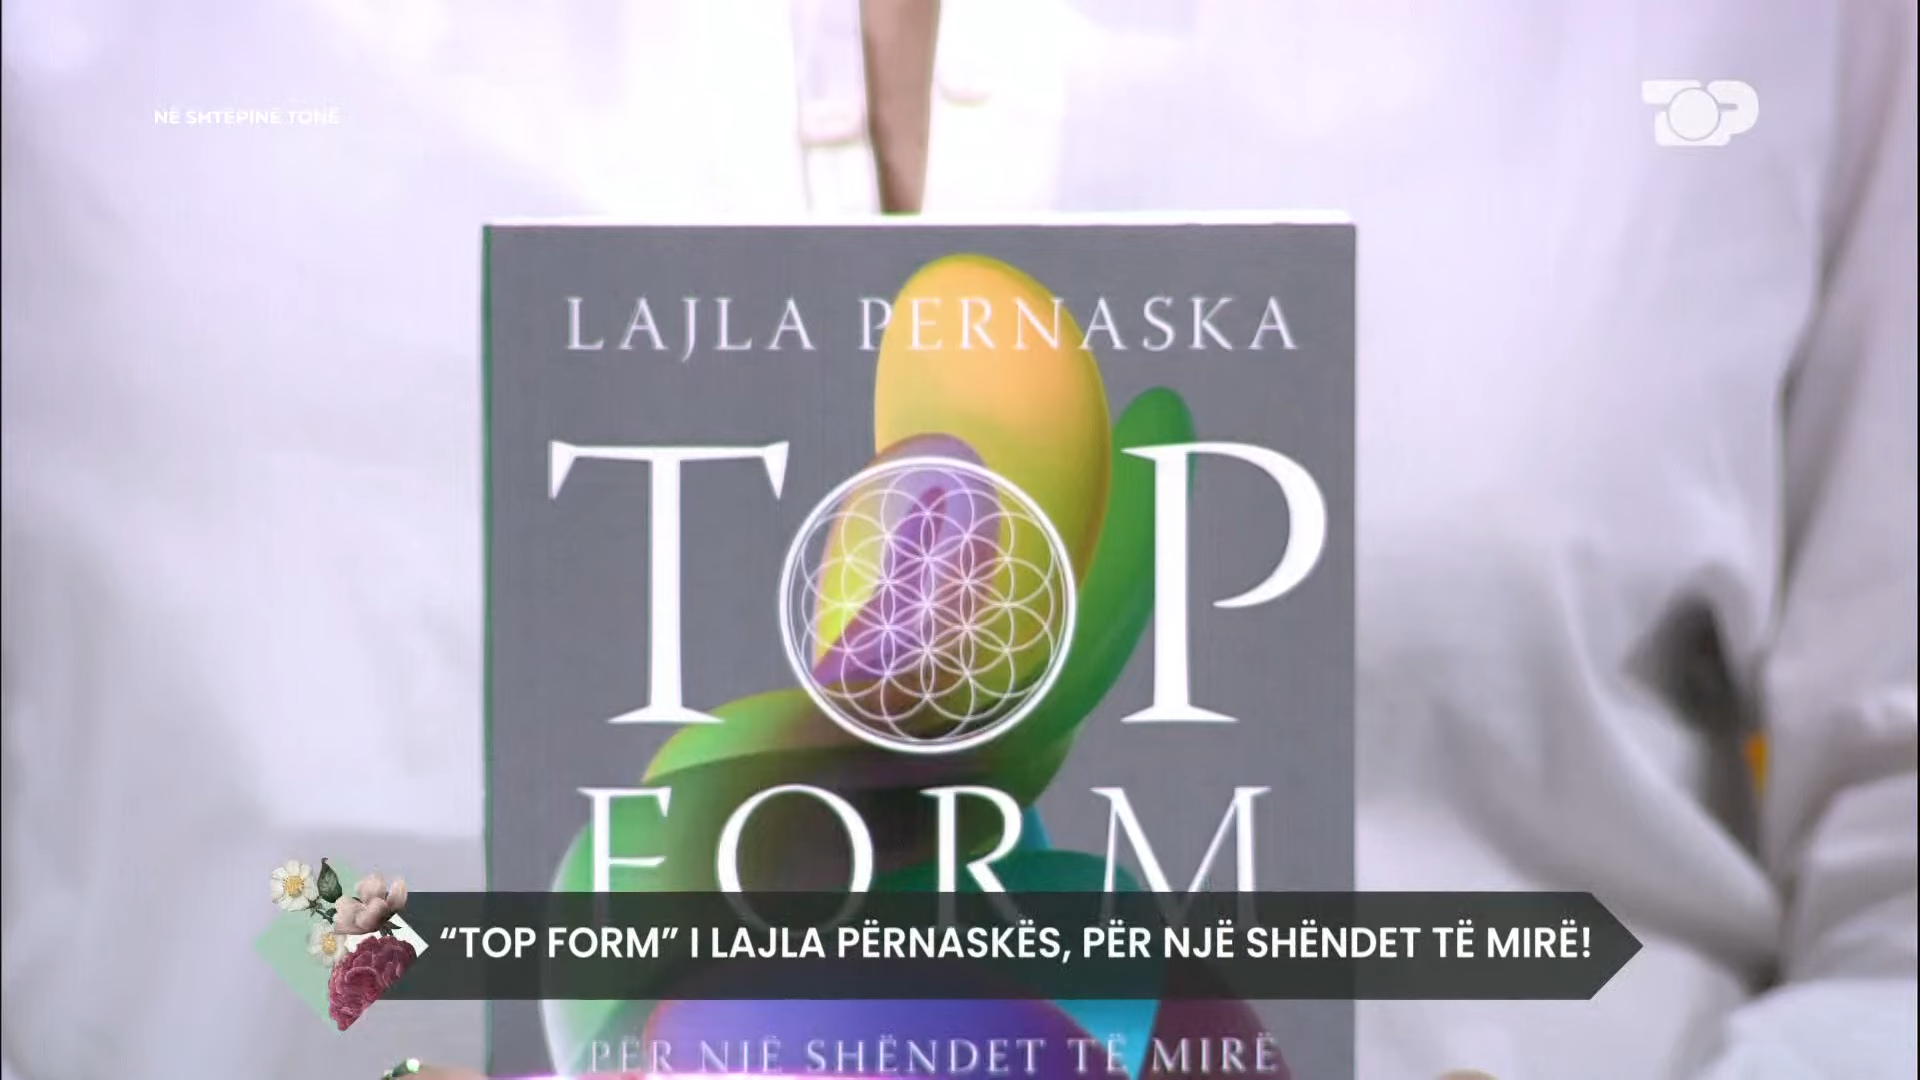 NË SHTËPINË TONË
TOP
LAJLA PERNASKA
TOP
FORM
“TOP FORM” I LAJLA PËRNASKËS, PËR NJË SHËNDET TË MIRË!
PËR NJË SHËNDET TË MIRË